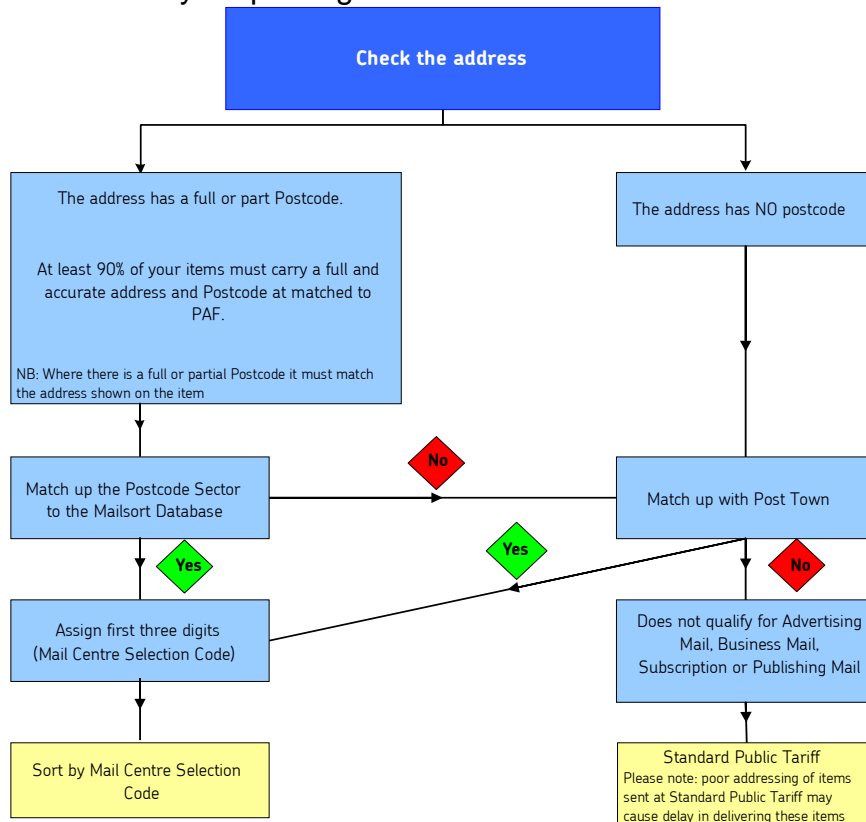 Check the address
The address has a full or part Postcode.
At least 90% of your items must carry a full and
accurate address and Postcode at matched to
PAF.
NB: Where there is a full or partial Postcode it must match
the address shown on the item
The address has NO postcode
No
Match up the Postcode Sector
to the Mailsort Database
Match up with Post Town
Yes
Yes
No
Assign first three digits
(Mail Centre Selection Code)
Does not qualify for Advertising
Mail, Business Mail,
Subscription or Publishing Mail
Sort by Mail Centre Selection
Code
Standard Public Tariff
Please note: poor addressing of items
sent at Standard Public Tariff may
cause delay in delivering these items